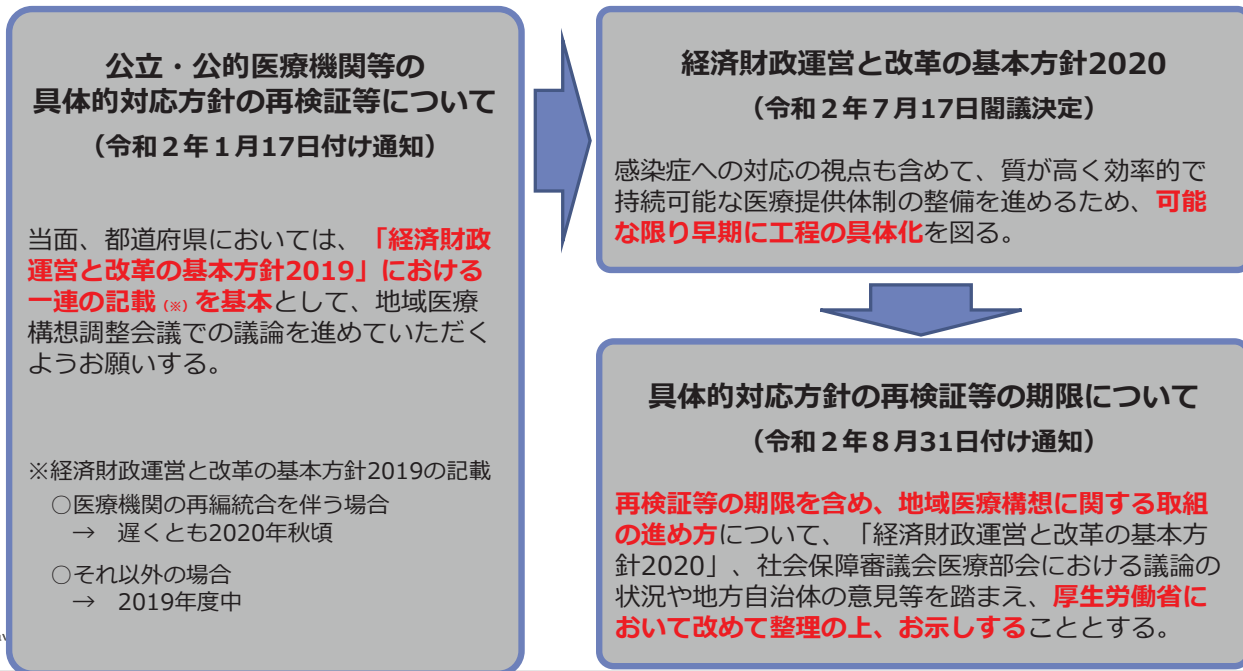 公立・公的医療機関等の
具体的対応方針の再検証等について
（令和２年１月17日付け通知）
当面、都道府県においては、「経済財政
運営と改革の基本方針2019」における
一連の記載（※）を基本として、地域医療
構想調整会議での議論を進めていただく
ようお願いする。
※経済財政運営と改革の基本方針2019の記載
○医療機関の再編統合を伴う場合
→　遅くとも2020年秋頃
○それ以外の場合
→　2019年度中
経済財政運営と改革の基本方針2020
（令和２年７月17日閣議決定）
感染症への対応の視点も含めて、質が高く効率的で
持続可能な医療提供体制の整備を進めるため、可能
な限り早期に工程の具体化を図る。
具体的対応方針の再検証等の期限について
（令和２年８月31日付け通知）
再検証等の期限を含め、地域医療構想に関する取組
の進め方について、「経済財政運営と改革の基本方
針2020」、社会保障審議会医療部会における議論の
状況や地方自治体の意見等を踏まえ、厚生労働省に
おいて改めて整理の上、お示しすることとする。